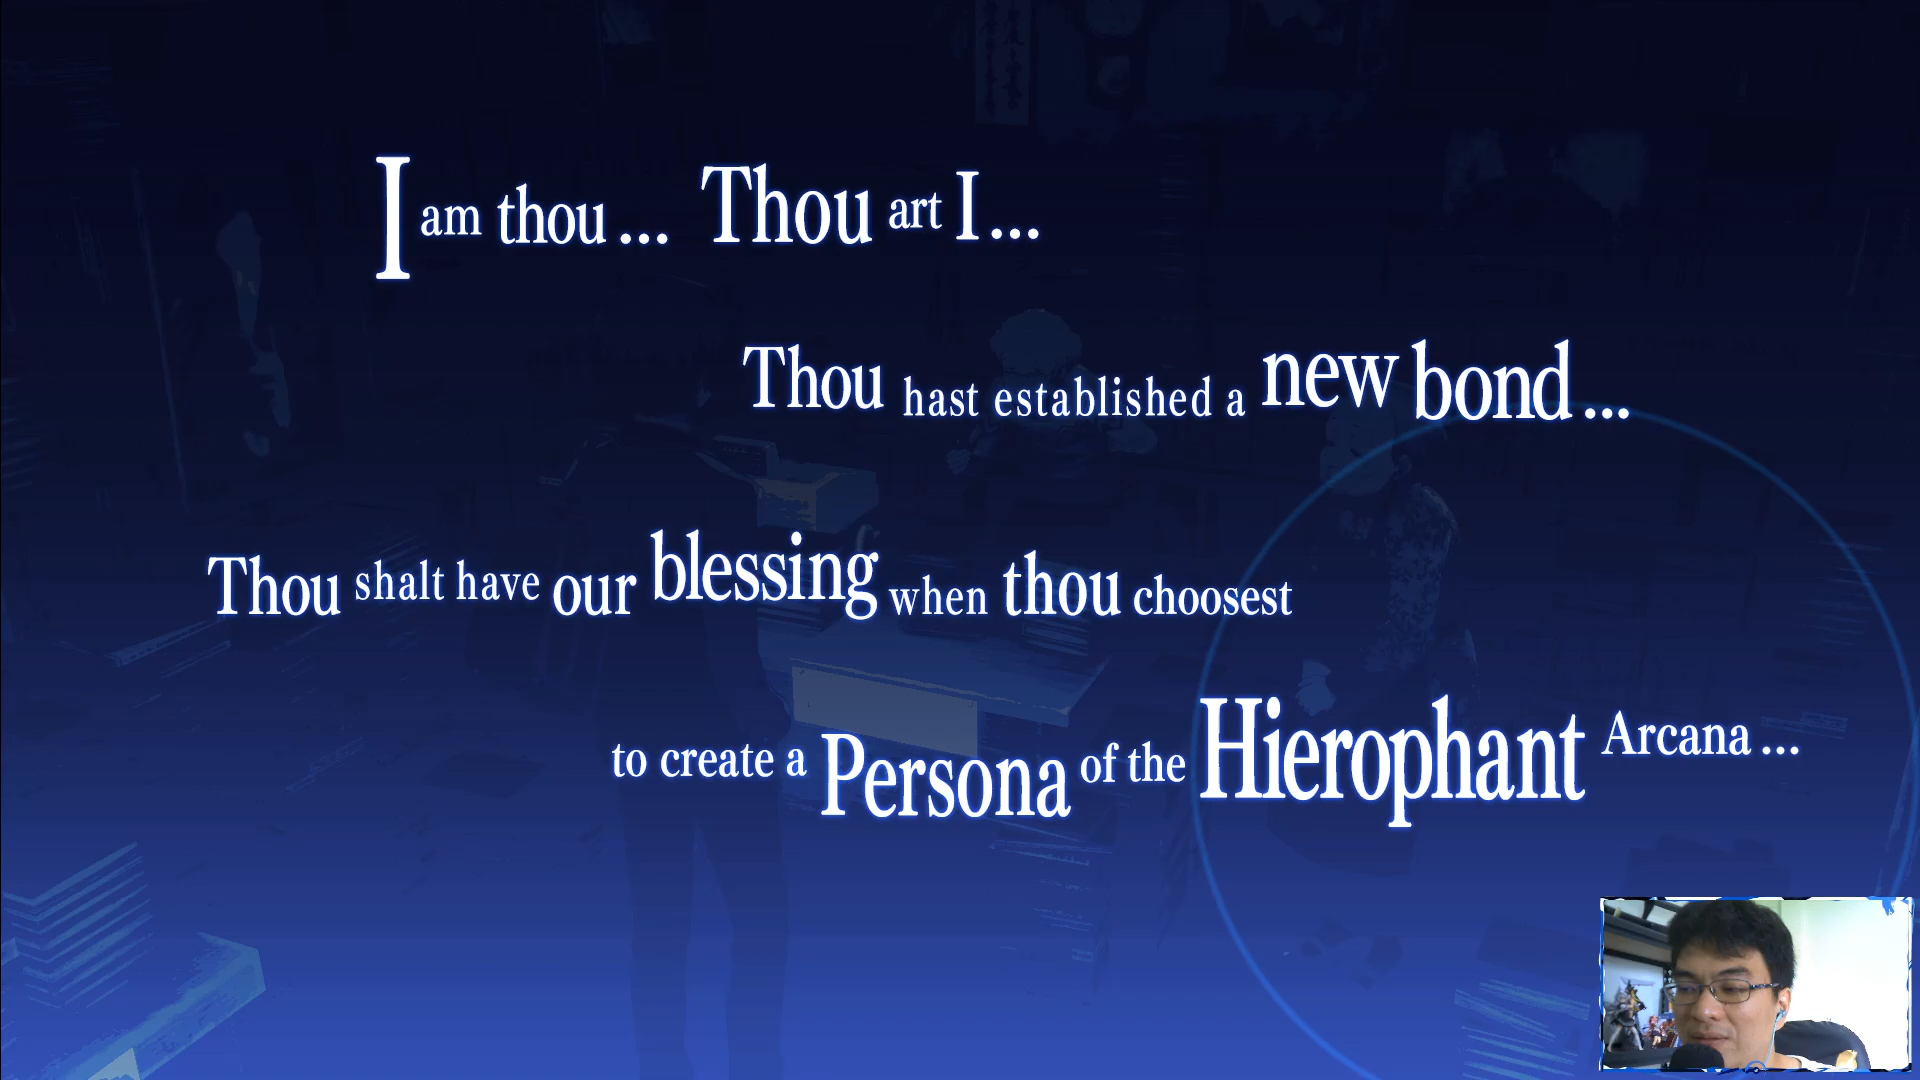 I am thou... Thou art I...
Thou hast established a new bond...
Thou shalt have our blessing when thou choosest
to create a Persona of the Hierophant Arcana...